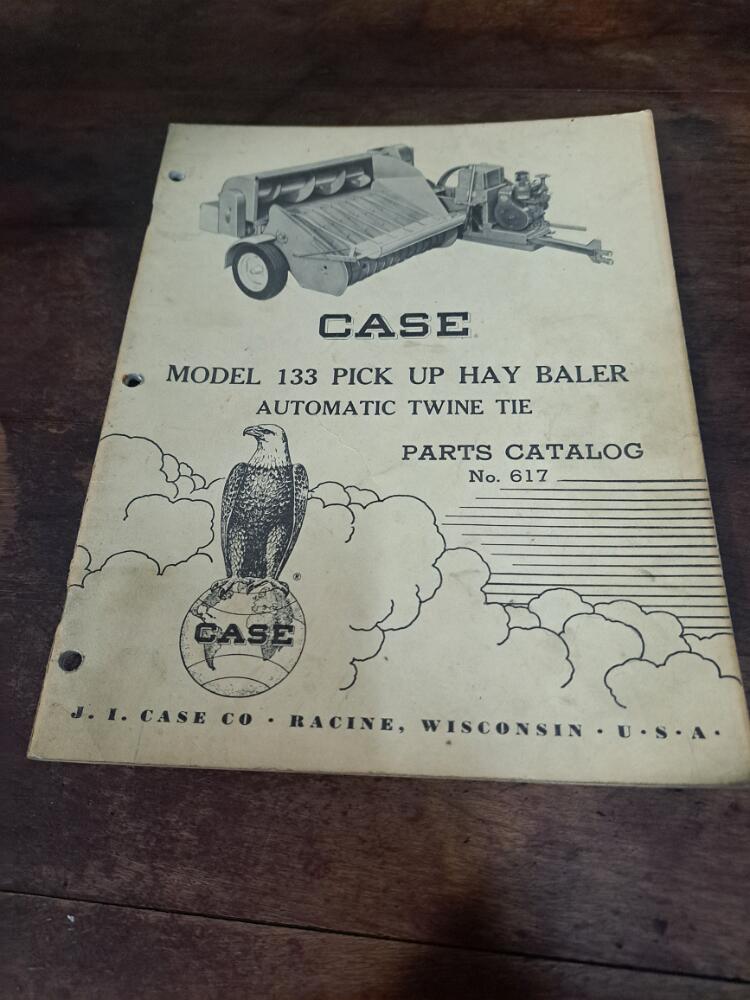 CASE
MODEL 133 PICK UP HAY BALER
AUTOMATIC TWINE TIE
PARTS CATALOG
No. 617
®
CASE
J. I. CASE CO · RACINE, WISCONSIN · U·S·A·